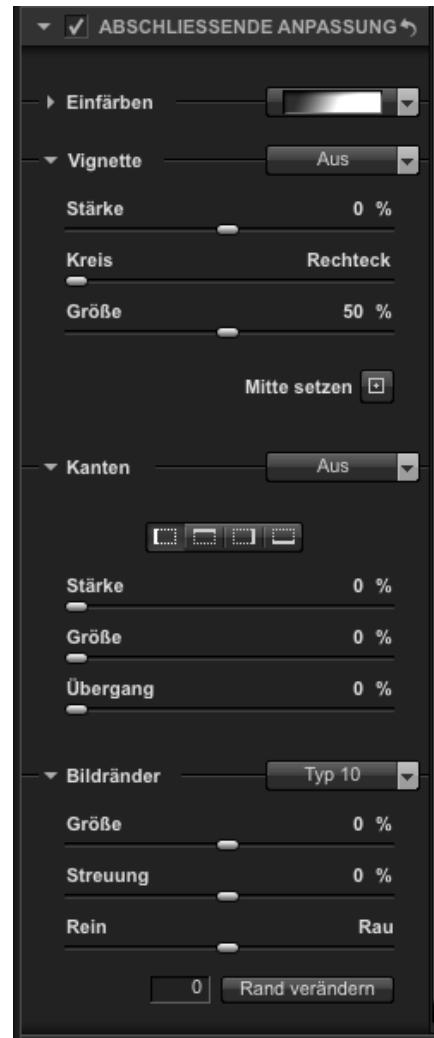 ABSCHLIESSENDE ANPASSUNG
Einfärben
Vignette Aus
Stärke 0 %
Kreis Rechteck
Größe 50 %
Mitte setzen
Kanten Aus
Stärke 0 %
Größe 0 %
Übergang 0 %
Bildränder Typ 10
Größe 0 %
Streuung 0 %
Rein Rau
0 Rand verändern